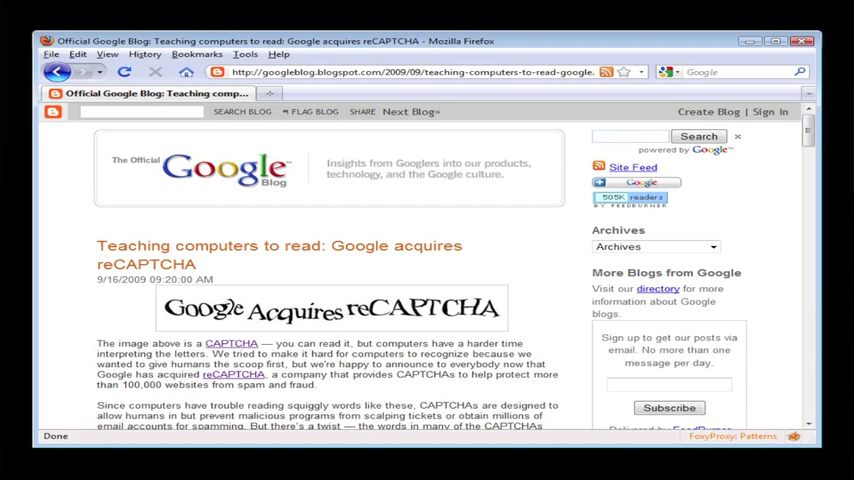 Official Google Blog: Teaching computers to read: Google acquires reCAPTCHA - Mozilla Firefox
File Edit View History Bookmarks Tools Help
http://googleblog.blogspot.com/2009/09/teaching-computers-to-read-google.
Google
Official Google Blog: Teaching comp...
SEARCH BLOG FLAG BLOG SHARE Next Blog»
Create Blog | Sign In
The Official Google™ Blog
Insights from Googlers into our products,
technology, and the Google culture.
Search
powered by Google™
Site Feed
Google
505K readers
BY FEEDBURNER
Archives
Archives
More Blogs from Google
Visit our directory for more
information about Google
blogs.
Sign up to get our posts via
email. No more than one
message per day.
Subscribe
Delivered by FeedBurner
Teaching computers to read: Google acquires
reCAPTCHA
9/16/2009 09:20:00 AM
Google Acquires reCAPTCHA
The image above is a CAPTCHA — you can read it, but computers have a harder time
interpreting the letters. We tried to make it hard for computers to recognize because we
wanted to give humans the scoop first, but we're happy to announce to everybody now that
Google has acquired reCAPTCHA, a company that provides CAPTCHAs to help protect more
than 100,000 websites from spam and fraud.
Since computers have trouble reading squiggly words like these, CAPTCHAs are designed to
allow humans in but prevent malicious programs from scalping tickets or obtain millions of
email accounts for spamming. But there's a twist — the words in many of the CAPTCHAs
Done
FoxyProxy: Patterns